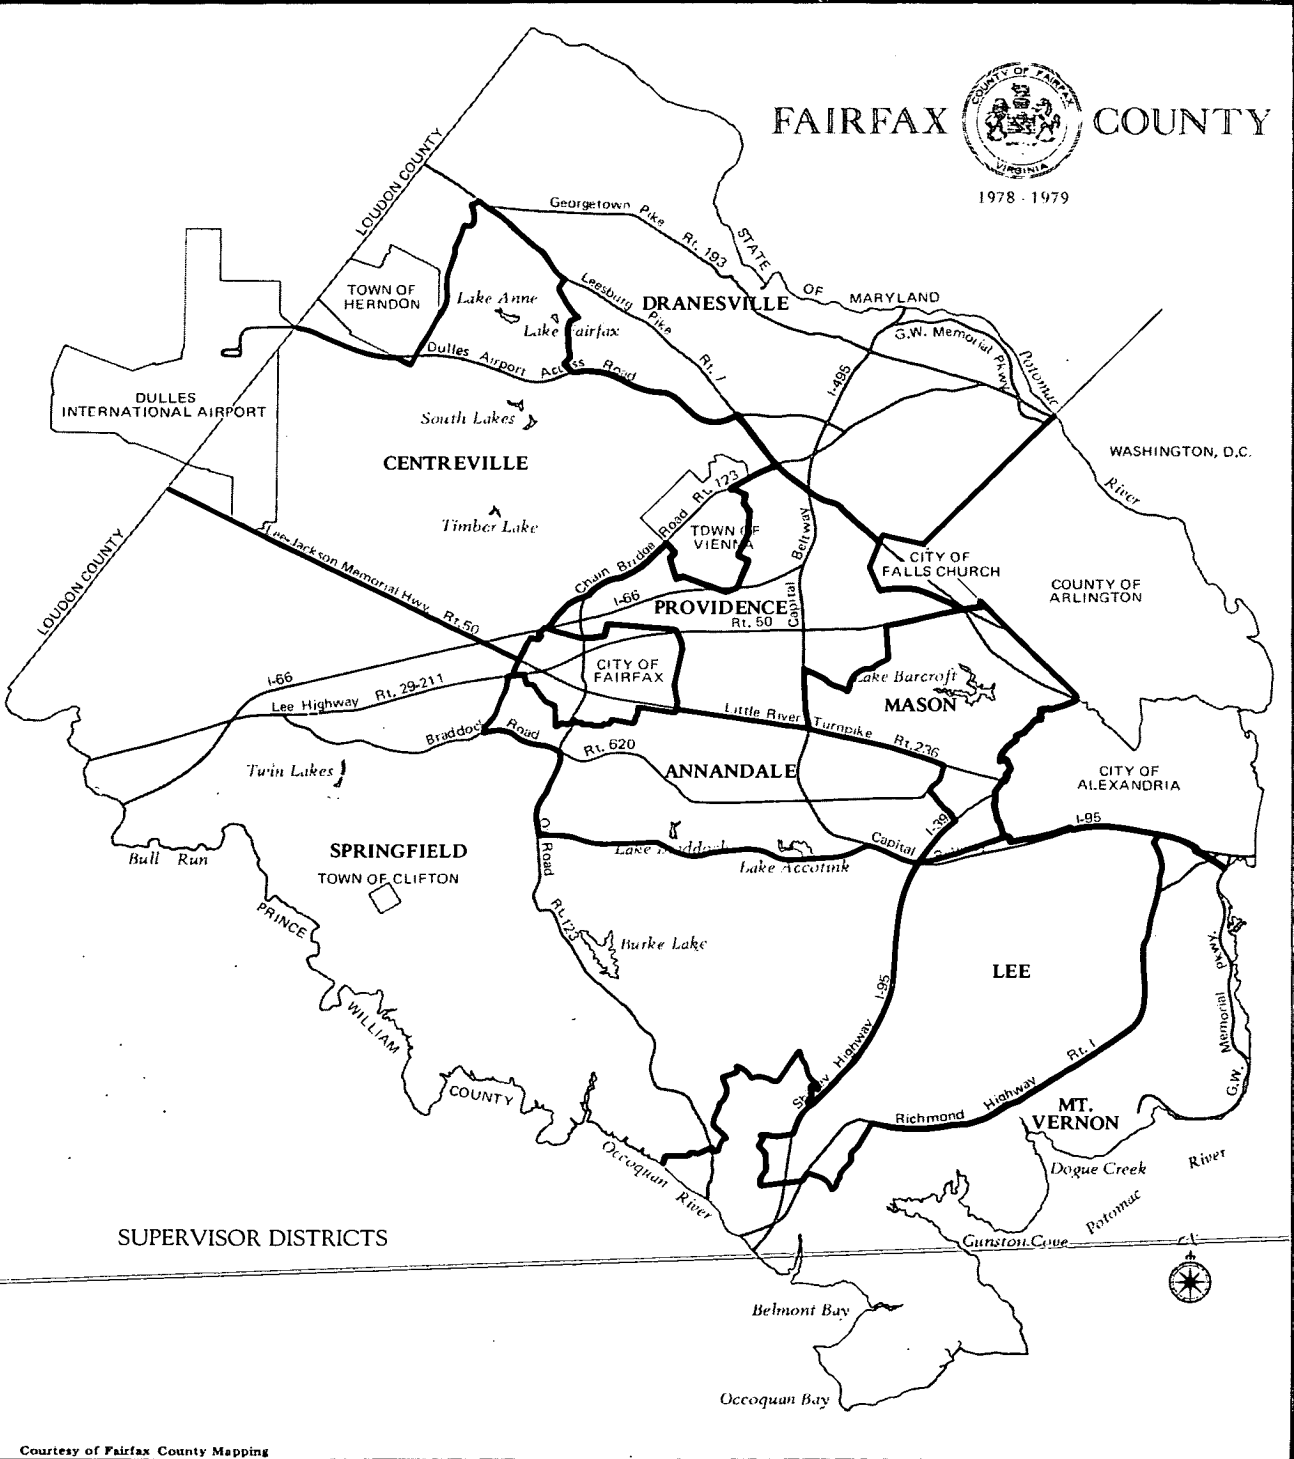 FAIRFAX COUNTY
COUNTY OF FAIRFAX
VIRGINIA
1978 - 1979
LOUDON COUNTY
Georgetown Pike Rt. 193
STATE OF MARYLAND
TOWN OF
HERNDON
Lake Anne
Lake Fairfax
Leesburg Pike Rt. 7
DRANESVILLE
G.W. Memorial Pkwy
Potomac River
Dulles Airport Access Road
I-495
DULLES
INTERNATIONAL AIRPORT
South Lakes
CENTREVILLE
WASHINGTON, D.C.
Timber Lake
Chain Bridge Road Rt. 123
TOWN OF
VIENNA
Capital Beltway
CITY OF
FALLS CHURCH
COUNTY OF
ARLINGTON
LOUDON COUNTY
Lee-Jackson Memorial Hwy. Rt.50
I-66
PROVIDENCE
Rt. 50
CITY OF
FAIRFAX
Lake Barcroft
MASON
I-66
Lee Highway Rt. 29-211
Little River Turnpike Rt.236
Braddock Road Rt. 620
Twin Lakes
ANNANDALE
CITY OF
ALEXANDRIA
I-95
Bull Run
SPRINGFIELD
TOWN OF CLIFTON
Road Rt.123
Lake Braddock
Lake Accotink
Capital
PRINCE WILLIAM COUNTY
Burke Lake
LEE
I-95
Shirley Highway
G.W. Memorial Pkwy.
Richmond Highway Rt. 1
MT.
VERNON
Occoquan River
Dogue Creek
Potomac River
Gunston Cove
SUPERVISOR DISTRICTS
Belmont Bay
Occoquan Bay
Courtesy of Fairfax County Mapping